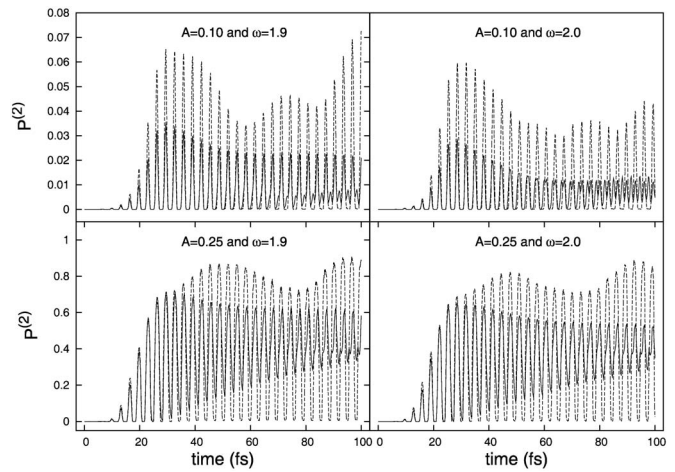 0.08
0.07
0.06
0.05
0.04
0.03
0.02
0.01
0
P(2)
A=0.10 and ω=1.9
A=0.10 and ω=2.0
1
0.8
0.6
0.4
0.2
0
P(2)
A=0.25 and ω=1.9
A=0.25 and ω=2.0
0 20 40 60 80 100 0 20 40 60 80 100
time (fs) time (fs)